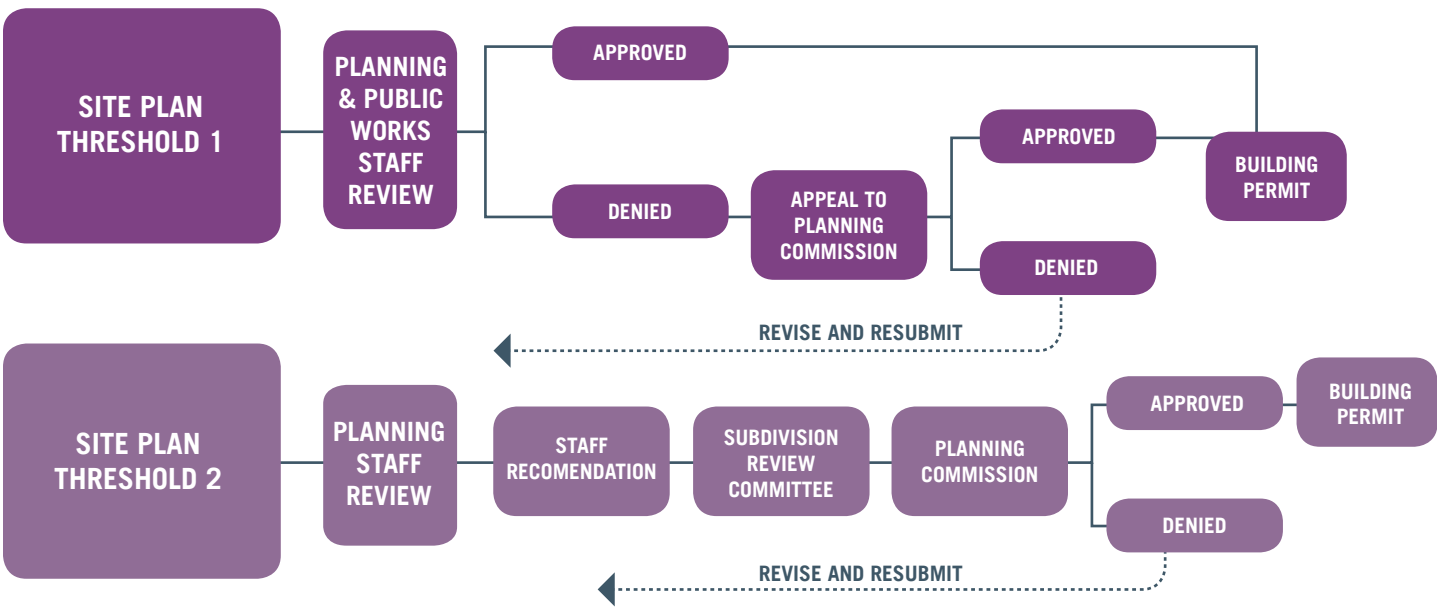 SITE PLAN
THRESHOLD 1
PLANNING
& PUBLIC
WORKS
STAFF
REVIEW
APPROVED
DENIED
APPEAL TO
PLANNING
COMMISSION
APPROVED
DENIED
BUILDING
PERMIT
REVISE AND RESUBMIT
SITE PLAN
THRESHOLD 2
PLANNING
STAFF
REVIEW
STAFF
RECOMENDATION
SUBDIVISION
REVIEW
COMMITTEE
PLANNING
COMMISSION
APPROVED
BUILDING
PERMIT
DENIED
REVISE AND RESUBMIT